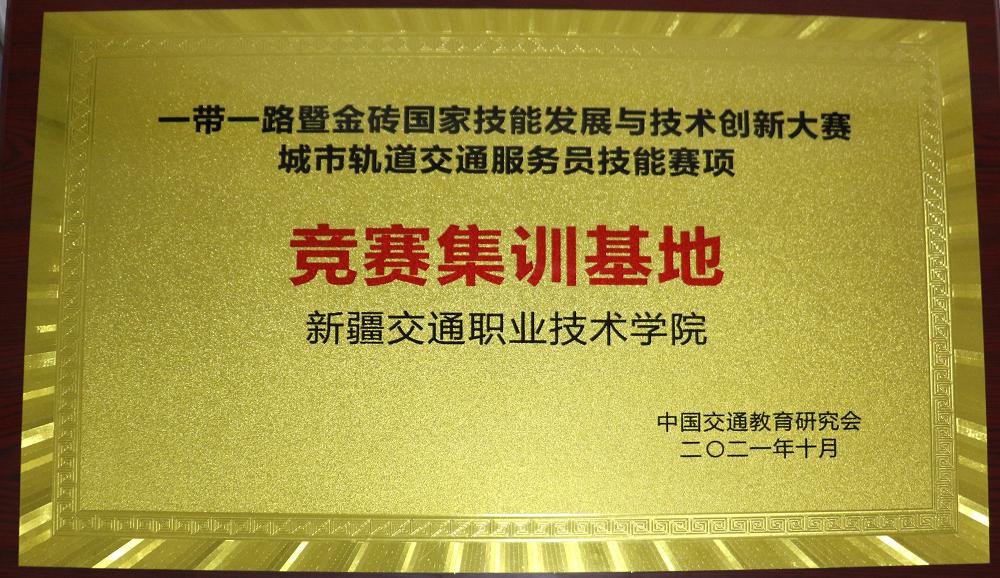 一带一路暨金砖国家技能发展与技术创新大赛
城市轨道交通服务员技能赛项
竞赛集训基地
新疆交通职业技术学院
中国交通教育研究会
二〇二一年十月